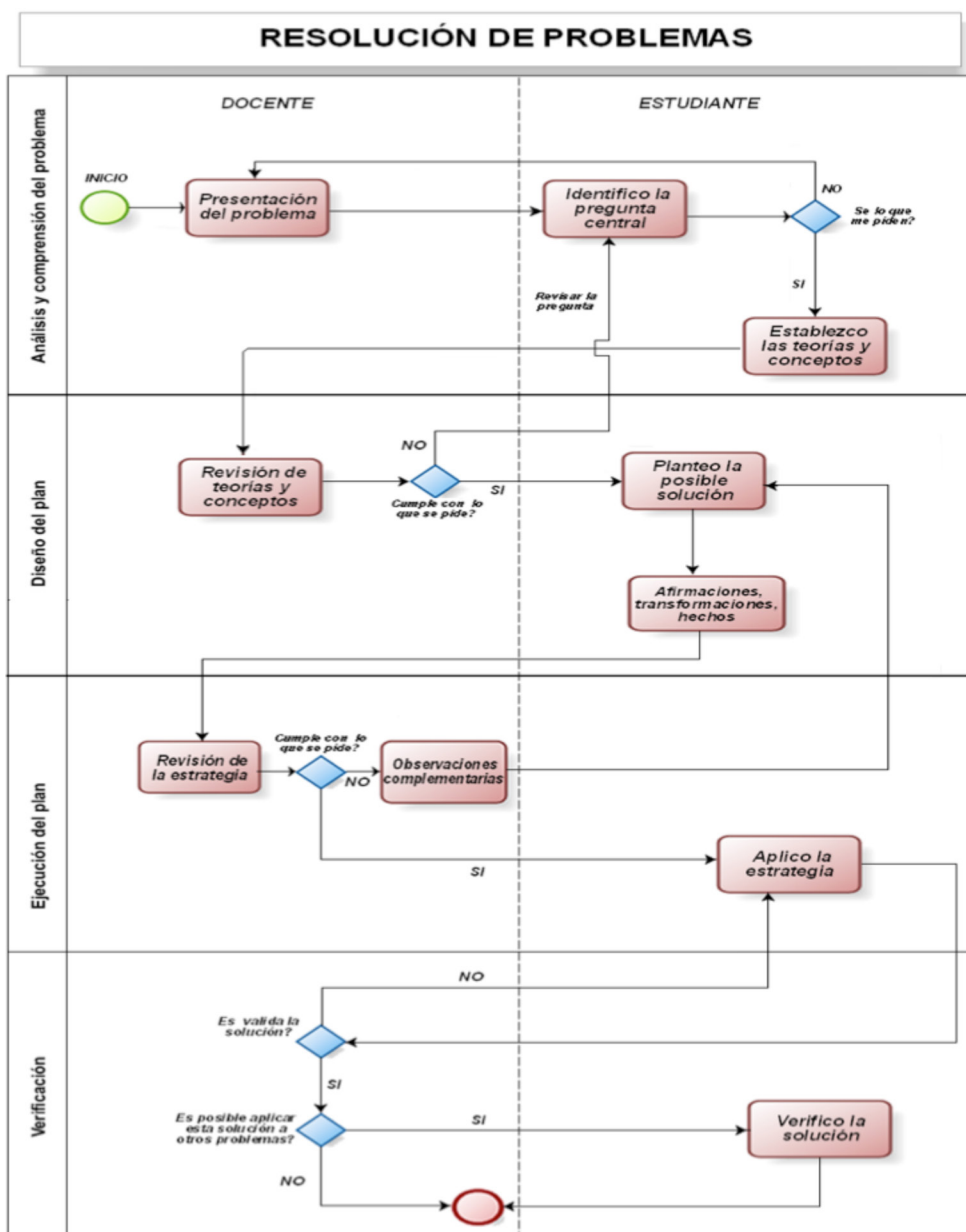 RESOLUCIÓN DE PROBLEMAS
DOCENTE
ESTUDIANTE
Análisis y comprensión del problema
INICIO
Presentación
del problema
Identifico la
pregunta
central
NO
Se lo que
me piden?
SI
Revisar la
pregunta
Establezco
las teorías y
conceptos
Diseño del plan
NO
Revisión de
teorías y
conceptos
SI
Cumple con lo
que se pide?
Planteo la
posible
solución
Afirmaciones,
transformaciones,
hechos
Ejecución del plan
Cumple con lo
que se pide?
Revisión de
la estrategia
NO
Observaciones
complementarias
SI
Aplico la
estrategia
Verificación
NO
Es valida la
solución?
SI
Es posible aplicar
esta solución a
otros problemas?
SI
Verifico la
solución
NO